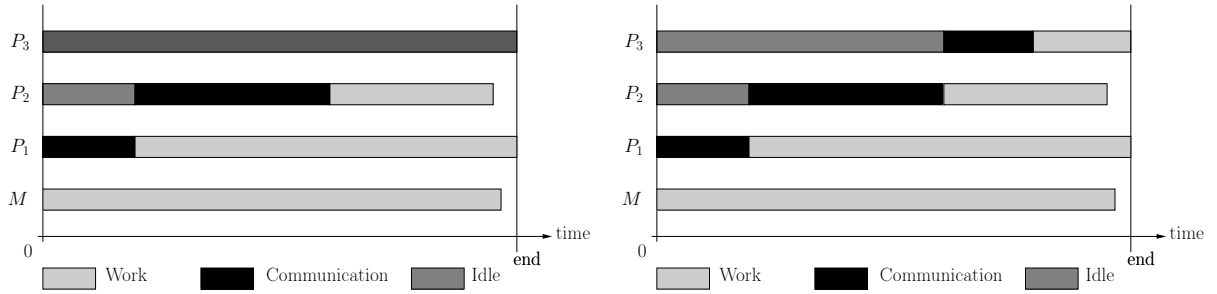 P3
P2
P1
M
0
time
end
Work
Communication
Idle
P3
P2
P1
M
0
time
end
Work
Communication
Idle